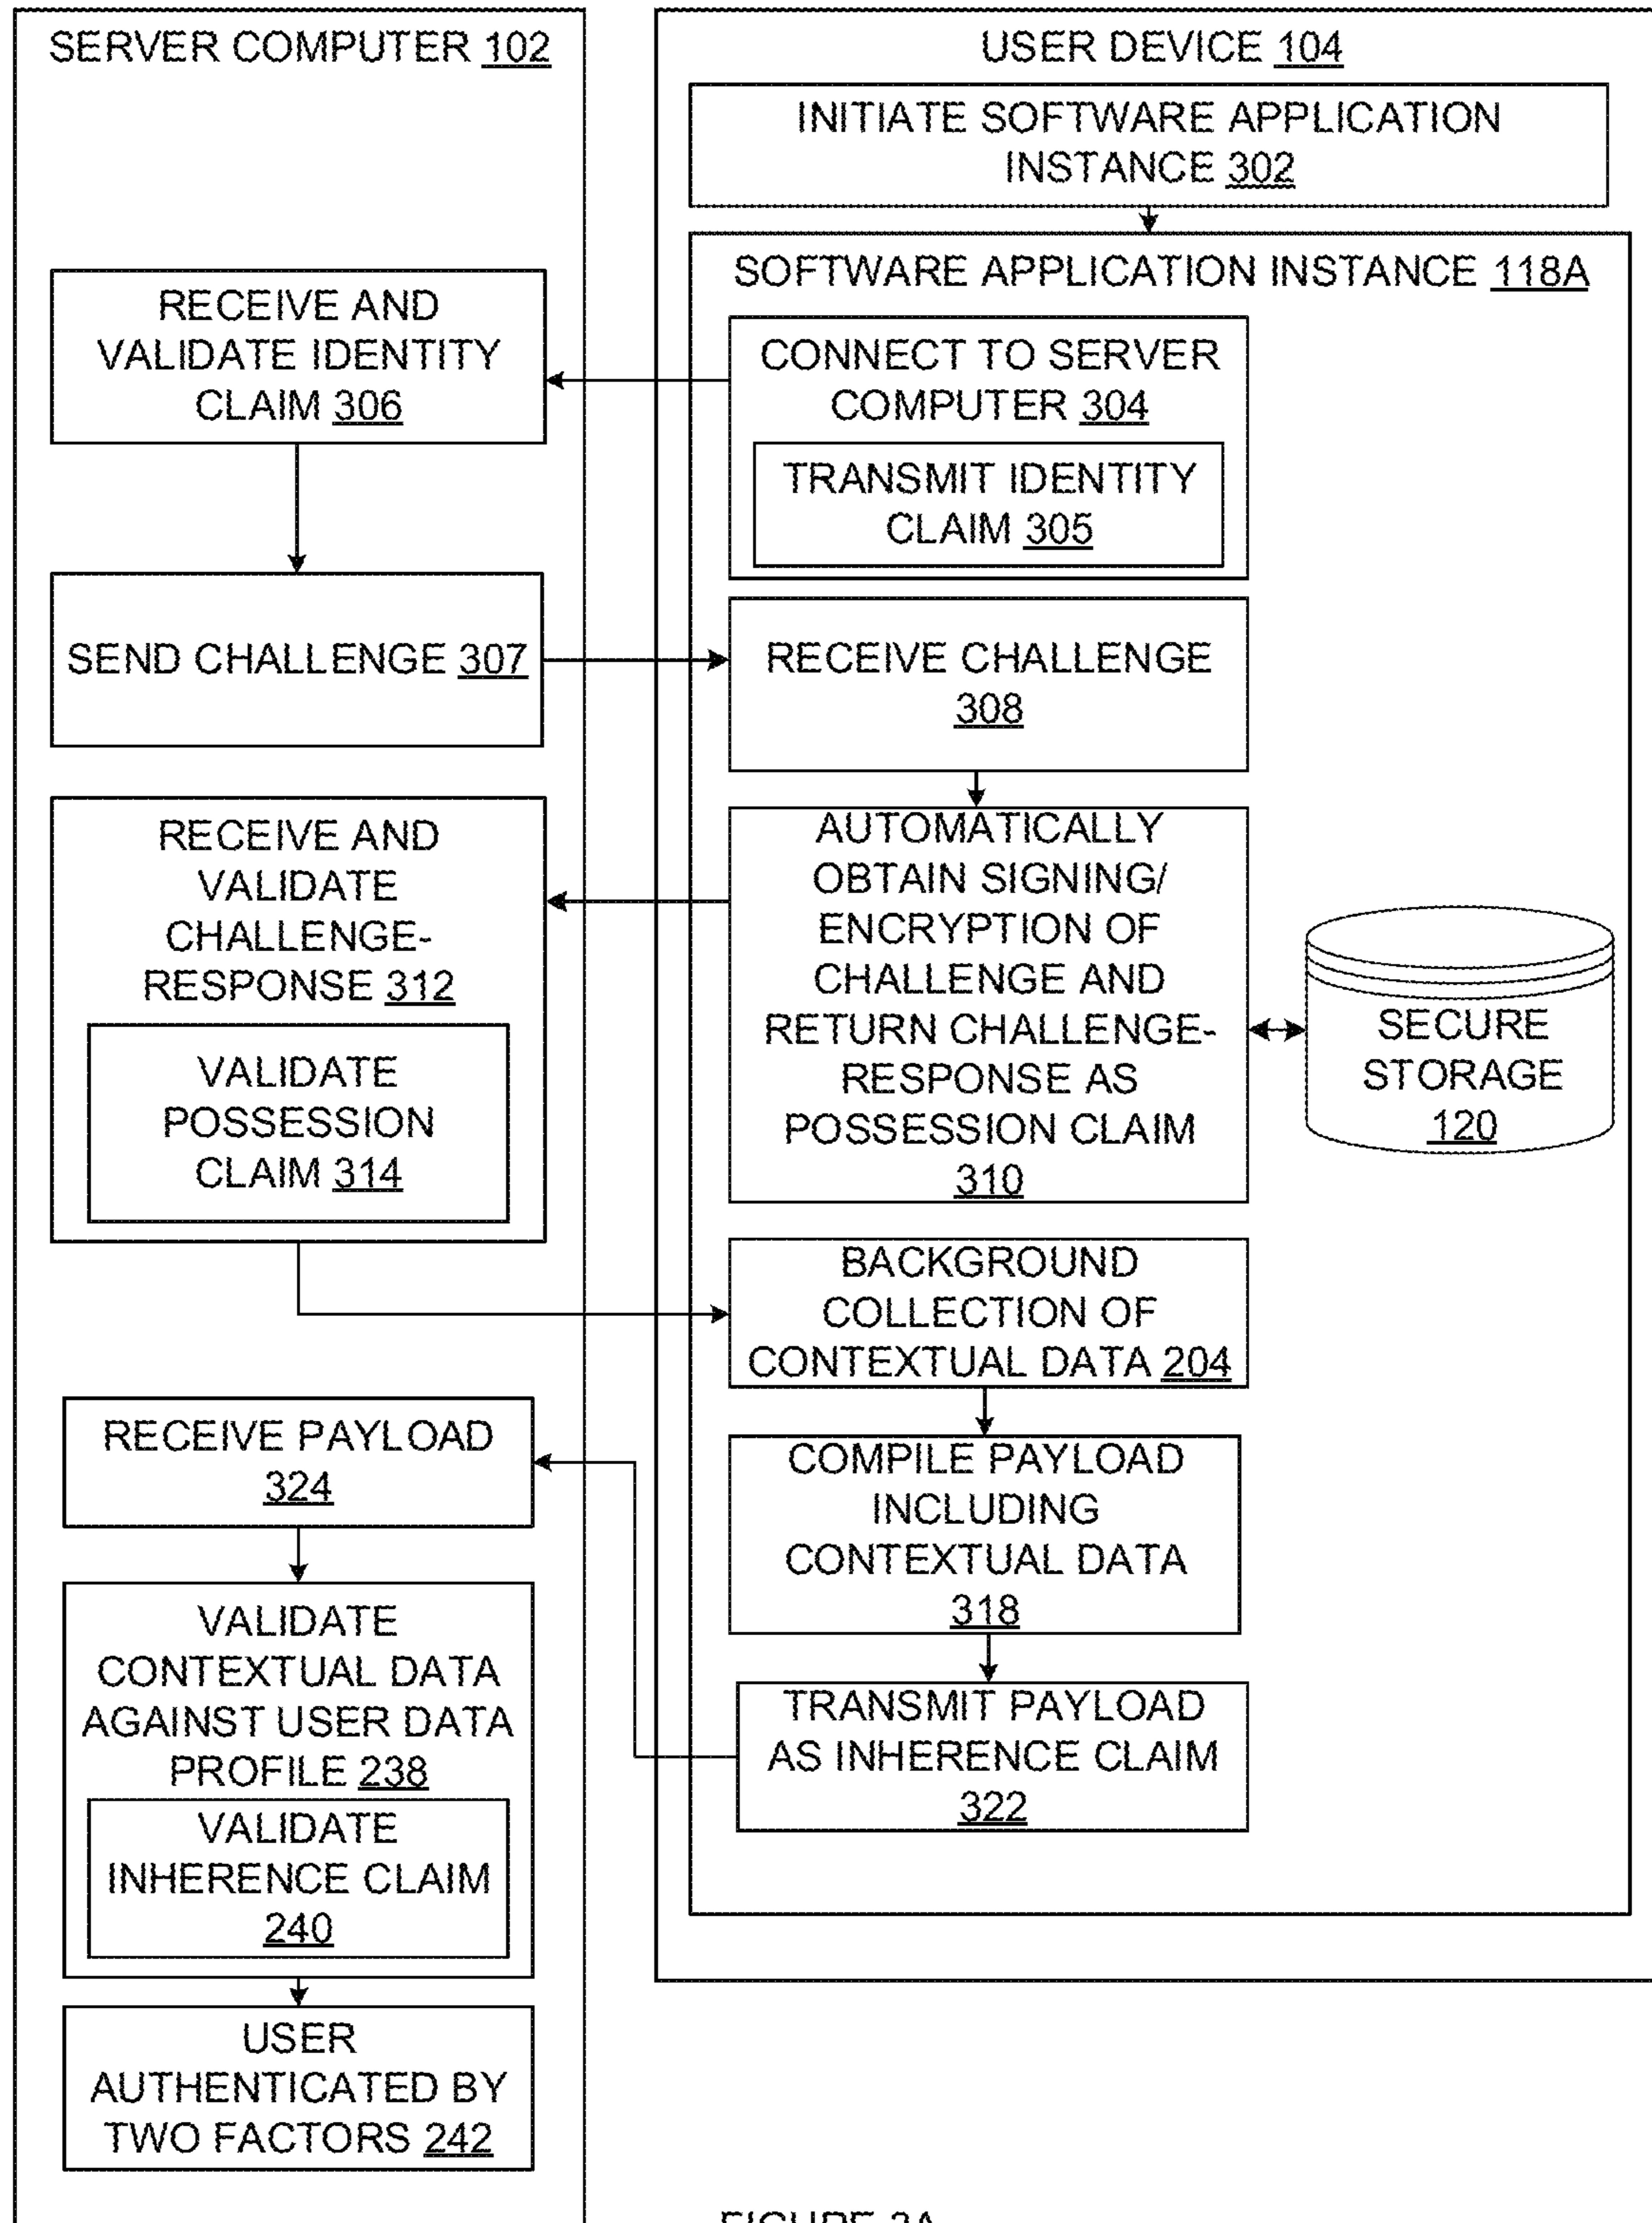 SERVER COMPUTER 102
RECEIVE AND
VALIDATE IDENTITY
CLAIM 306
SEND CHALLENGE 307
RECEIVE AND
VALIDATE
CHALLENGE-
RESPONSE 312
VALIDATE
POSSESSION
CLAIM 314
RECEIVE PAYLOAD
324
VALIDATE
CONTEXTUAL DATA
AGAINST USER DATA
PROFILE 238
VALIDATE
INHERENCE CLAIM
240
USER
AUTHENTICATED BY
TWO FACTORS 242
USER DEVICE 104
INITIATE SOFTWARE APPLICATION
INSTANCE 302
SOFTWARE APPLICATION INSTANCE 118A
CONNECT TO SERVER
COMPUTER 304
TRANSMIT IDENTITY
CLAIM 305
RECEIVE CHALLENGE
308
AUTOMATICALLY
OBTAIN SIGNING/
ENCRYPTION OF
CHALLENGE AND
RETURN CHALLENGE-
RESPONSE AS
POSSESSION CLAIM
310
SECURE
STORAGE
120
BACKGROUND
COLLECTION OF
CONTEXTUAL DATA 204
COMPILE PAYLOAD
INCLUDING
CONTEXTUAL DATA
318
TRANSMIT PAYLOAD
AS INHERENCE CLAIM
322